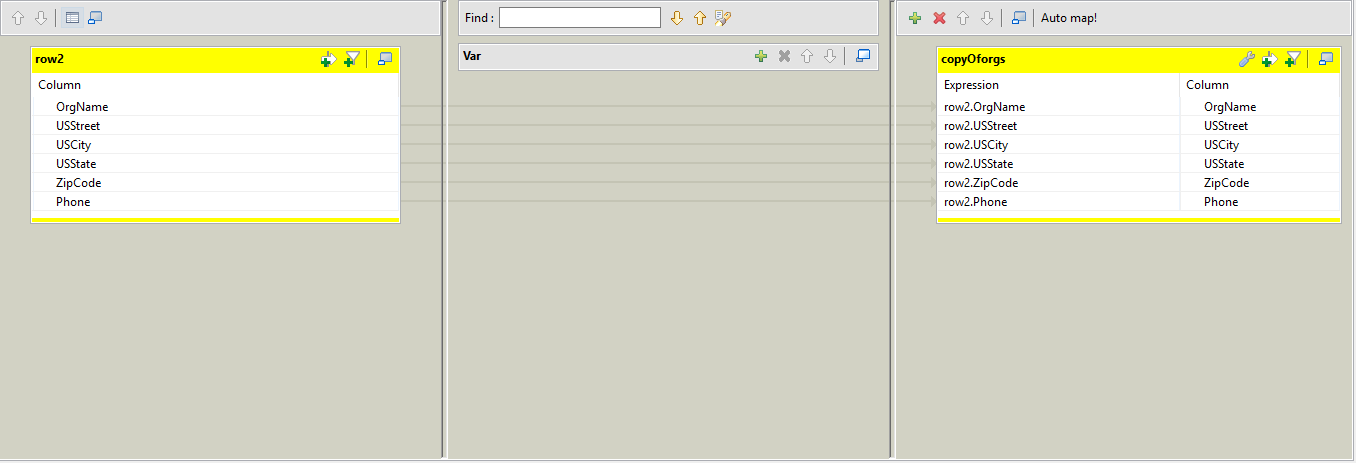 Find :
Auto map!
row2
Var
copyOforgs
Column
Expression Column
OrgName
row2.OrgName OrgName
USStreet
row2.USStreet USStreet
USCity
row2.USCity USCity
USState
row2.USState USState
ZipCode
row2.ZipCode ZipCode
Phone
row2.Phone Phone